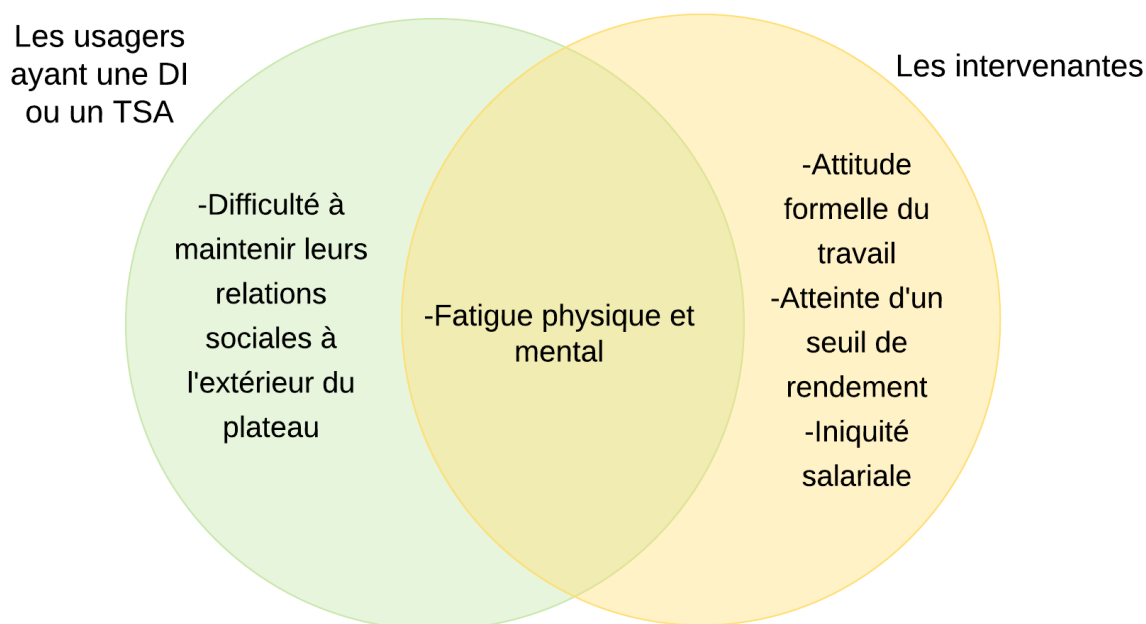 Les usagers
ayant une DI
ou un TSA
Les intervenantes
-Difficulté à
maintenir leurs
relations
sociales à
l'extérieur du
plateau
-Fatigue physique et
mental
-Attitude
formelle du
travail
-Atteinte d'un
seuil de
rendement
-Iniquité
salariale